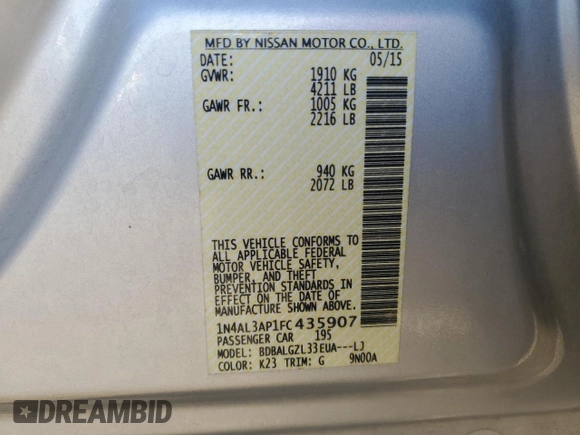 MFD BY NISSAN MOTOR CO., LTD.
DATE: 05/15
GVWR: 1910 KG
4211 LB
GAWR FR.: 1005 KG
2216 LB
GAWR RR.: 940 KG
2072 LB
THIS VEHICLE CONFORMS TO
ALL APPLICABLE FEDERAL
MOTOR VEHICLE SAFETY,
BUMPER, AND THEFT
PREVENTION STANDARDS IN
EFFECT ON THE DATE OF
MANUFACTURE SHOWN ABOVE.
1N4AL3AP1FC435907
PASSENGER CAR 195
MODEL: BDBALGZL33EUA---LJ
COLOR: K23 TRIM: G 9N00A
DREAMBID